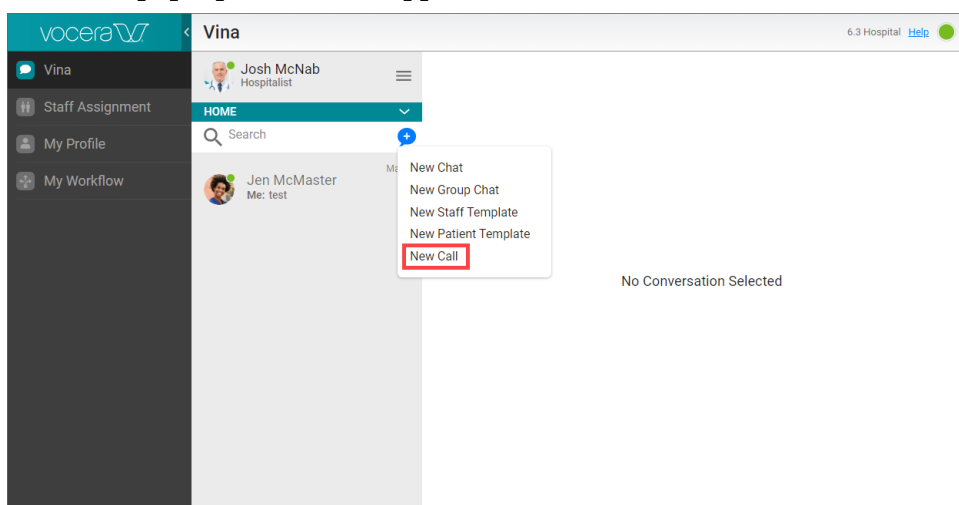 vocera
Vina
6.3 Hospital Help
Vina
Staff Assignment
My Profile
My Workflow
Josh McNab
Hospitalist
HOME
Search
Jen McMaster
Me: test
New Chat
New Group Chat
New Staff Template
New Patient Template
New Call
No Conversation Selected